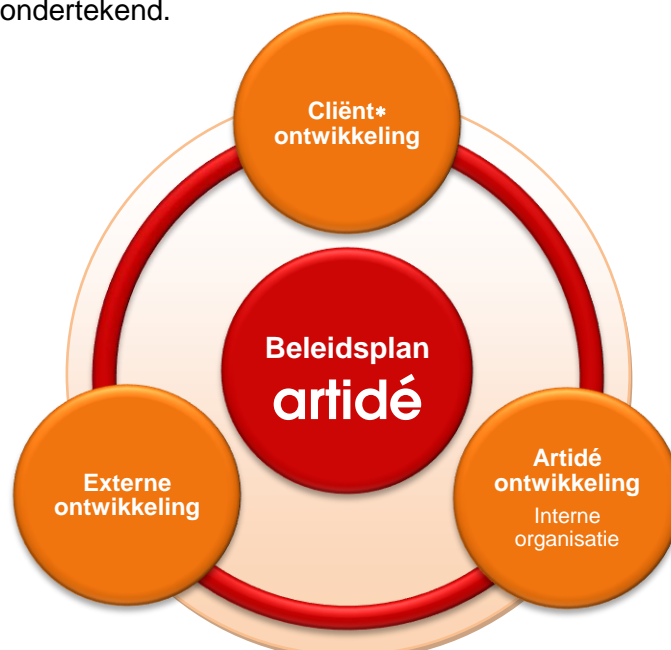 ondertekend.
Cliënt*
ontwikkeling
Beleidsplan
artidé
Externe
ontwikkeling
Artidé
ontwikkeling
Interne
organisatie